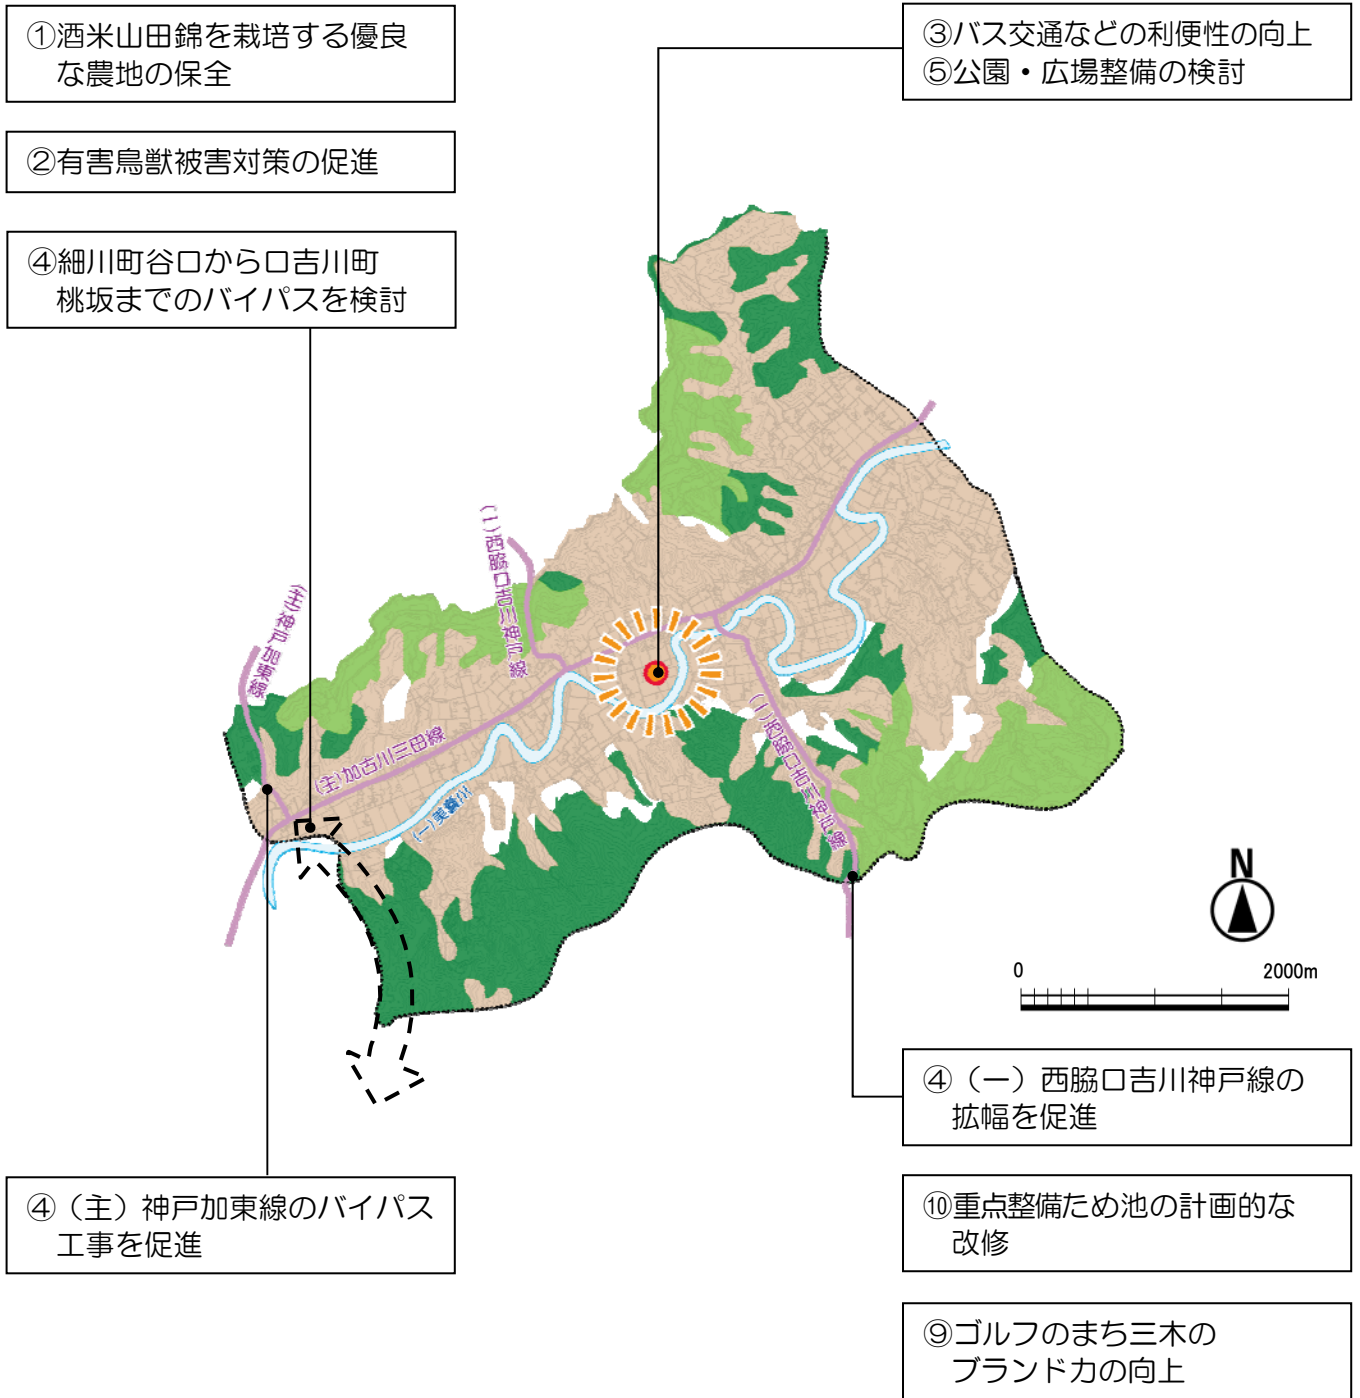 ①酒米山田錦を栽培する優良
な農地の保全
②有害鳥獣被害対策の促進
④細川町谷口から口吉川町
桃坂までのバイパスを検討
③バス交通などの利便性の向上
⑤公園・広場整備の検討
(一)西脇口吉川神戸線
(主)神戸加東線
(主)加古川三田線
(一)美嚢川
(一)西脇口吉川神戸線
N
0 2000m
④（一）西脇口吉川神戸線の
拡幅を促進
④（主）神戸加東線のバイパス
工事を促進
⑩重点整備ため池の計画的な
改修
⑨ゴルフのまち三木の
ブランド力の向上